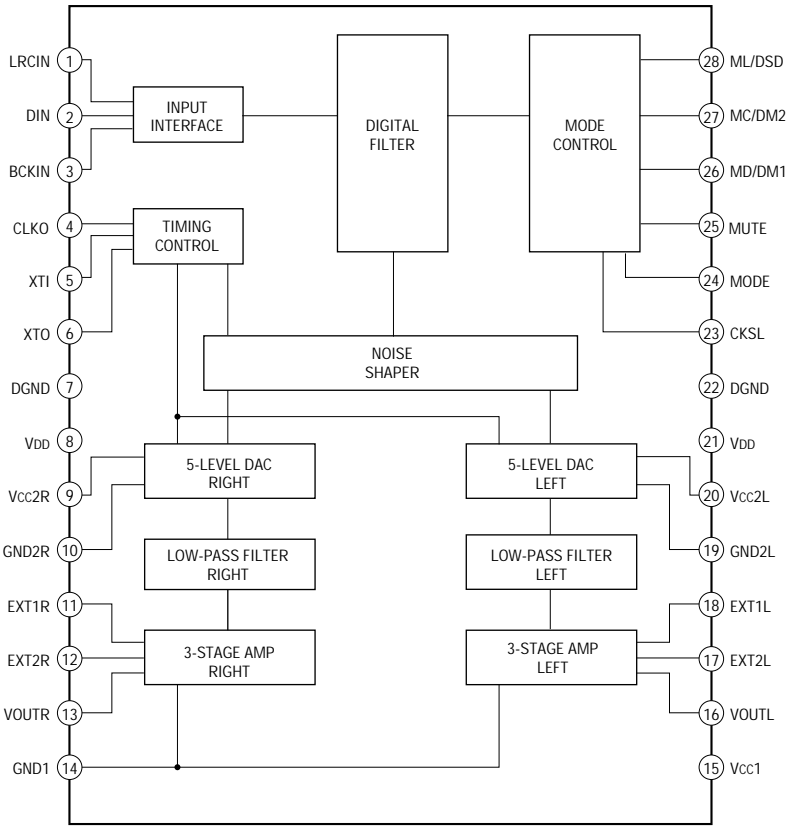 LRCIN 1
28 ML/DSD
INPUT
INTERFACE
DIGITAL
FILTER
MODE
CONTROL
DIN 2
27 MC/DM2
BCKIN 3
26 MD/DM1
CLKO 4
TIMING
CONTROL
25 MUTE
XTI 5
24 MODE
XTO 6
23 CKSL
NOISE
SHAPER
DGND 7
22 DGND
VDD 8
21 VDD
5-LEVEL DAC
RIGHT
5-LEVEL DAC
LEFT
VCC2R 9
20 VCC2L
GND2R 10
19 GND2L
LOW-PASS FILTER
RIGHT
LOW-PASS FILTER
LEFT
EXT1R 11
18 EXT1L
EXT2R 12
3-STAGE AMP
RIGHT
3-STAGE AMP
LEFT
17 EXT2L
VOUTR 13
16 VOUTL
GND1 14
15 VCC1